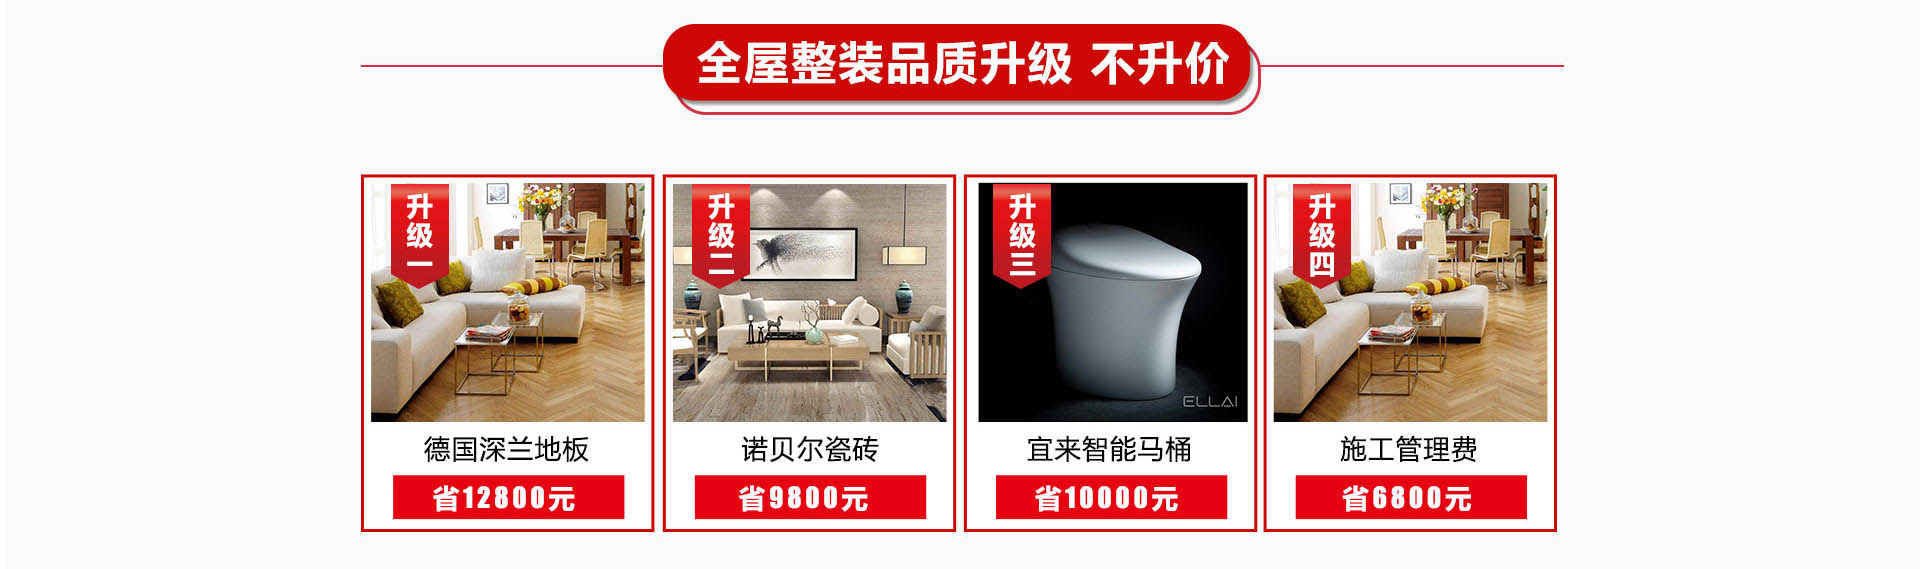 全屋整装品质升级 不升价
升级一
德国深兰地板
省12800元
升级二
诺贝尔瓷砖
省9800元
升级三
ELLAI
宜来智能马桶
省10000元
升级四
施工管理费
省6800元